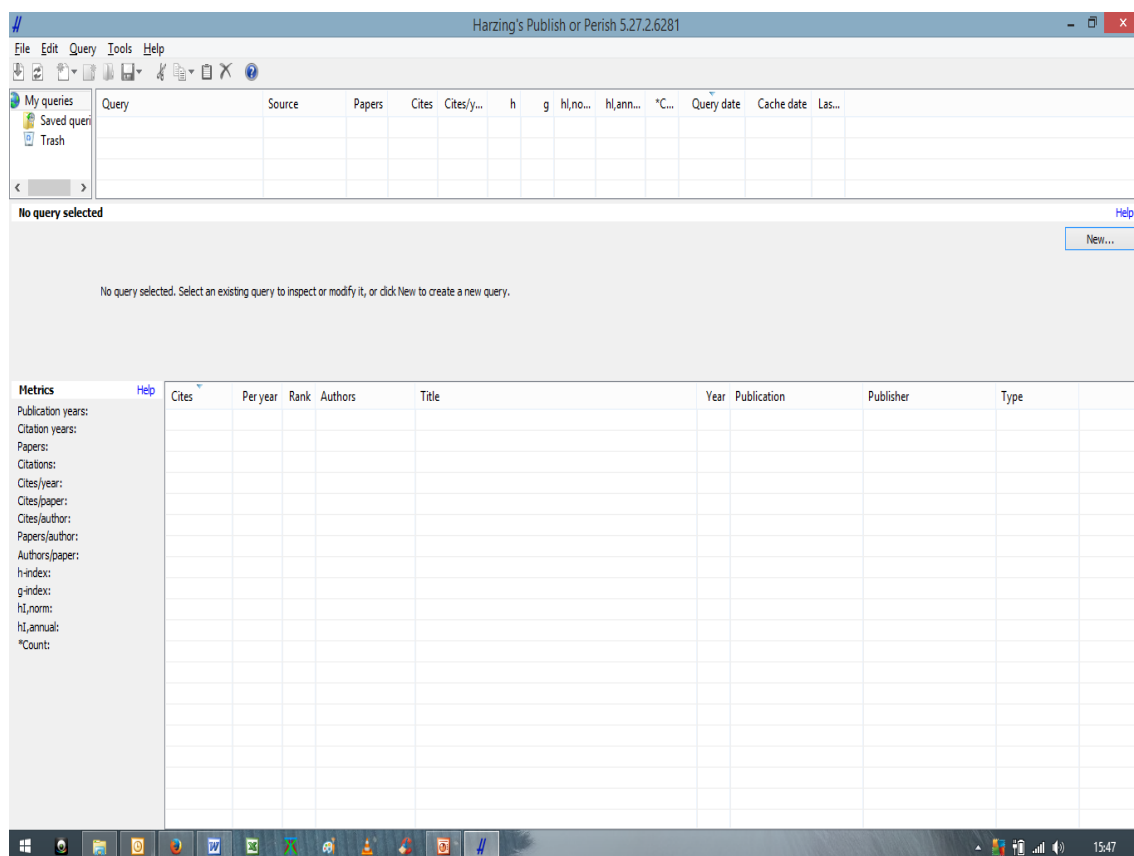 Harzing's Publish or Perish 5.27.2.6281
File Edit Query Tools Help
My queries
Saved queri
Trash
Query Source Papers Cites Cites/y... h g hI,no... hI,ann... *C... Query date Cache date Las...
No query selected Help
New...
No query selected. Select an existing query to inspect or modify it, or click New to create a new query.
Metrics Help
Publication years:
Citation years:
Papers:
Citations:
Cites/year:
Cites/paper:
Cites/author:
Papers/author:
Authors/paper:
h-index:
g-index:
hI,norm:
hI,annual:
*Count:
Cites Per year Rank Authors Title Year Publication Publisher Type
15:47